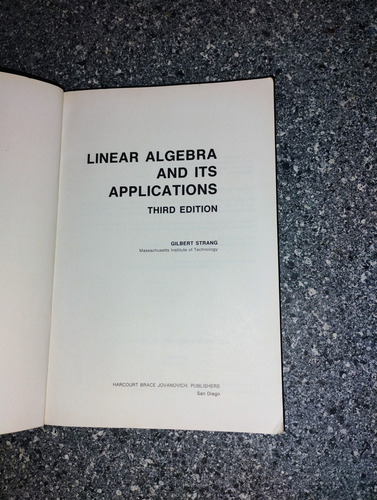 LINEAR ALGEBRA
AND ITS
APPLICATIONS
THIRD EDITION
GILBERT STRANG
Massachusetts Institute of Technology
HARCOURT BRACE JOVANOVICH, PUBLISHERS
San Diego